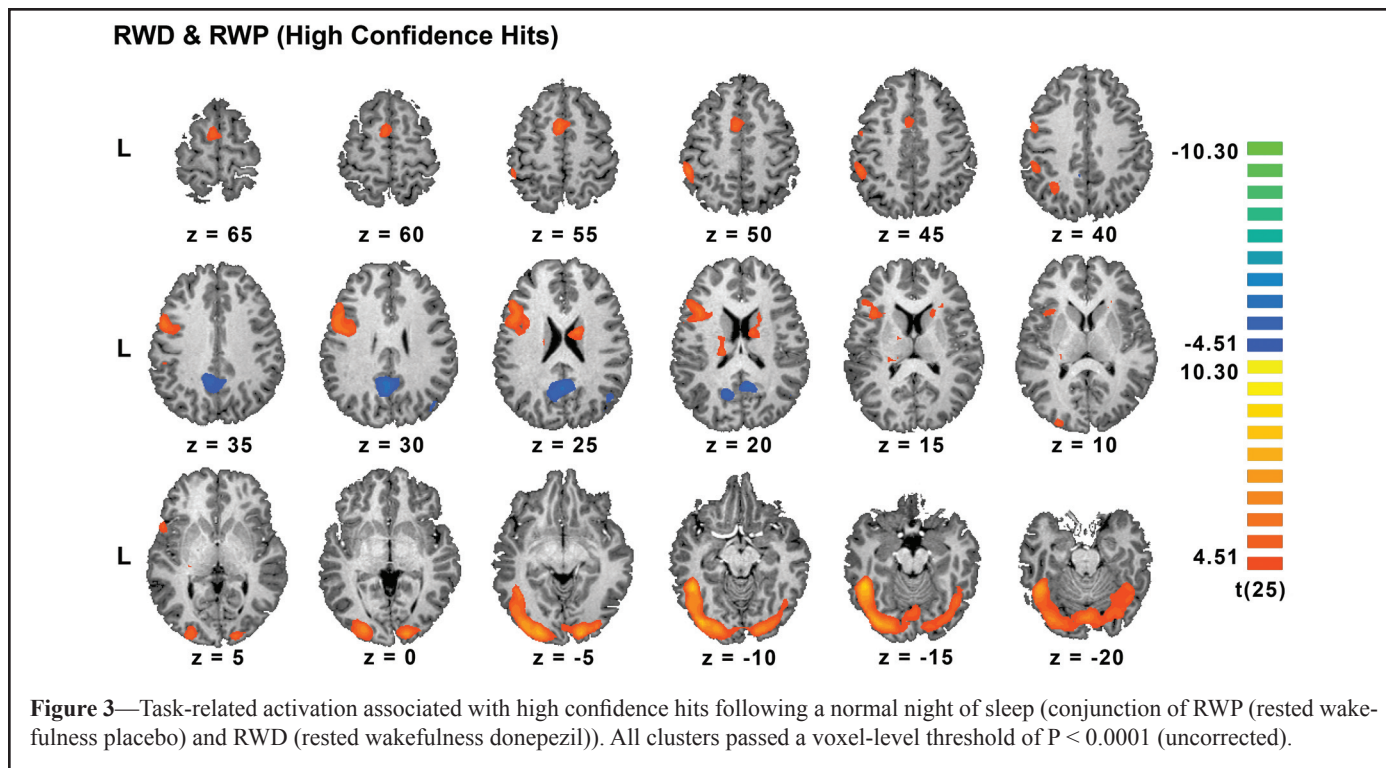 RWD & RWP (High Confidence Hits)
L
z = 65 z = 60 z = 55 z = 50 z = 45 z = 40
L
z = 35 z = 30 z = 25 z = 20 z = 15 z = 10
L
z = 5 z = 0 z = -5 z = -10 z = -15 z = -20
-10.30
-4.51
10.30
4.51
t(25)
Figure 3—Task-related activation associated with high confidence hits following a normal night of sleep (conjunction of RWP (rested wake-
fulness placebo) and RWD (rested wakefulness donepezil)). All clusters passed a voxel-level threshold of P < 0.0001 (uncorrected).